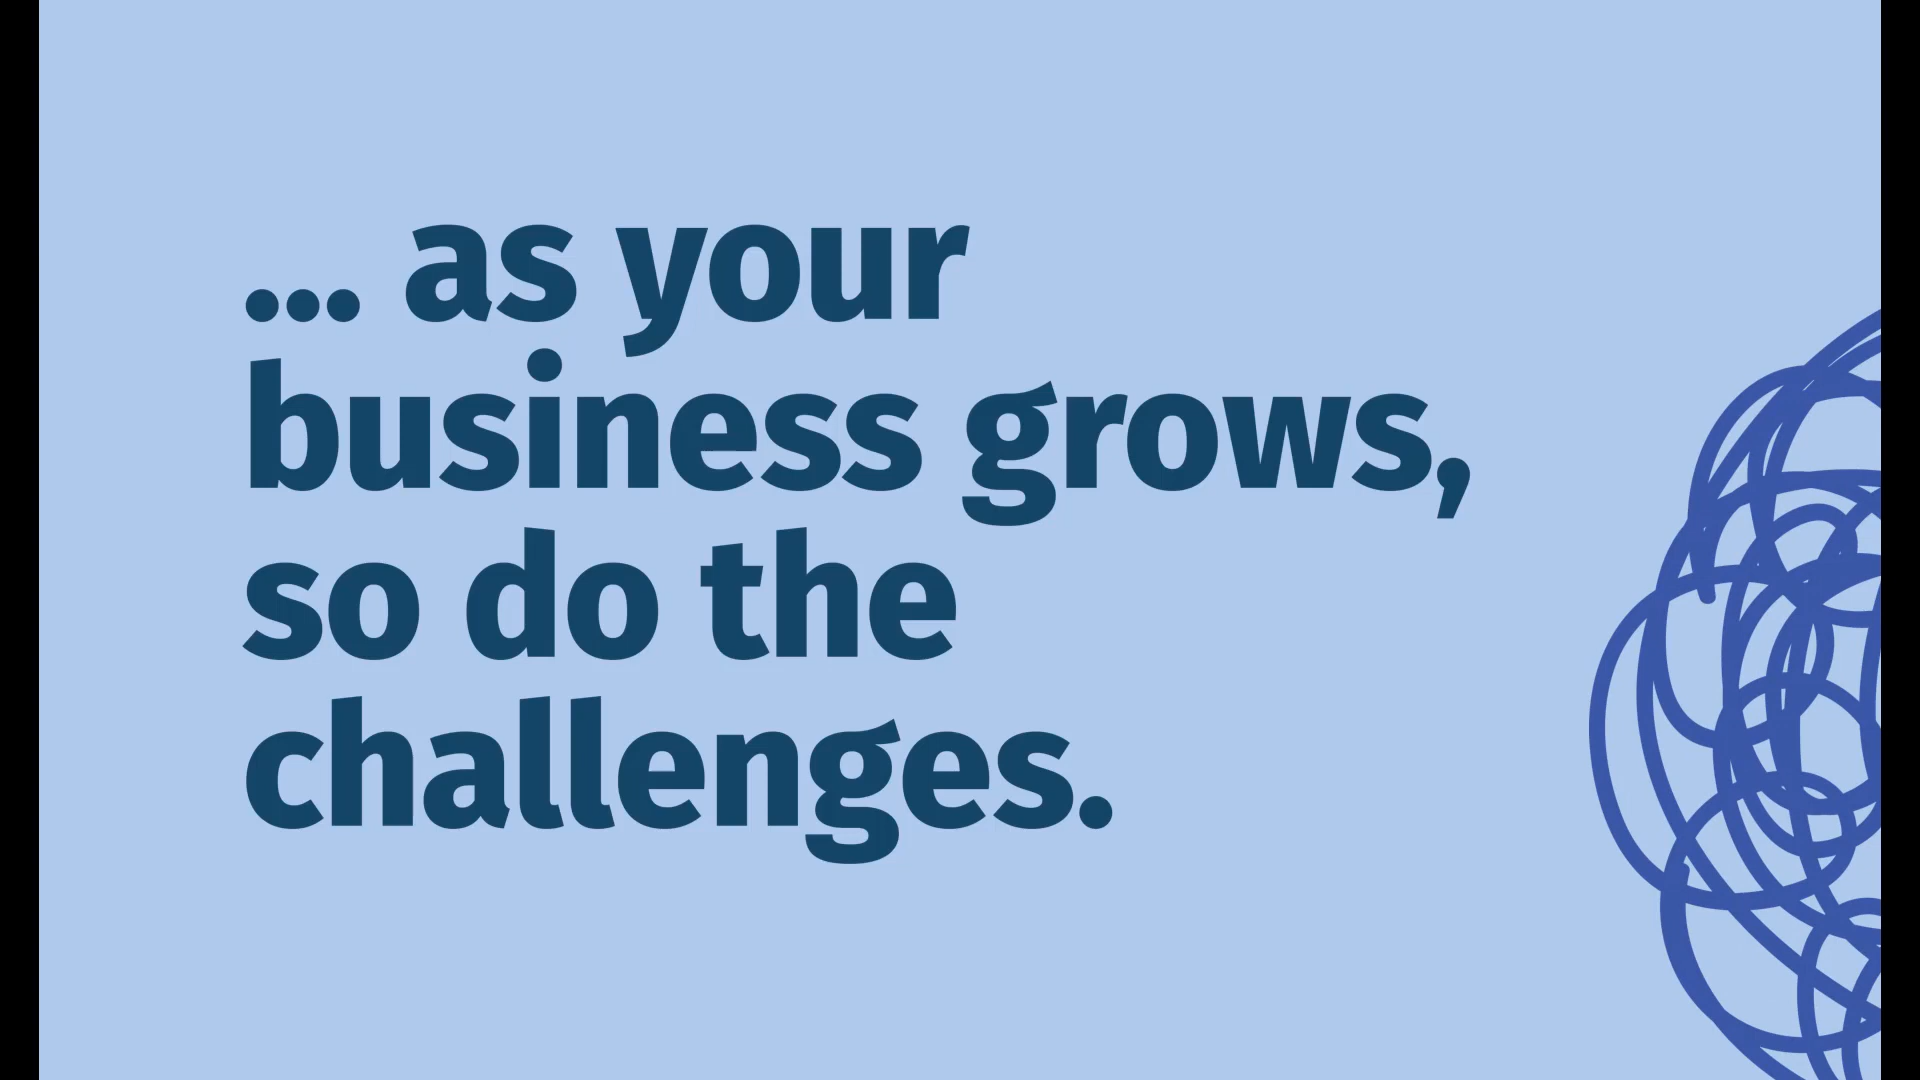 ... as your
business grows,
so do the
challenges.